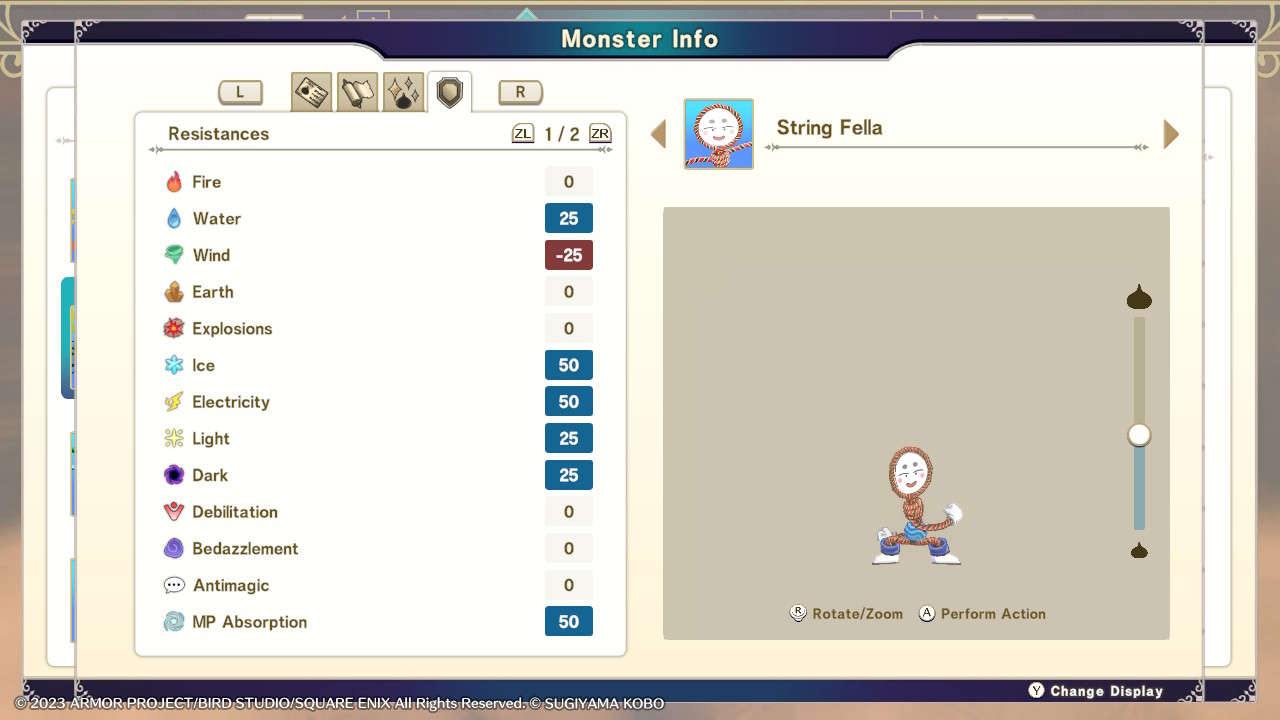 Monster Info
L
R
Resistances
ZL 1 / 2 ZR
String Fella
Fire 0
Water 25
Wind -25
Earth 0
Explosions 0
Ice 50
Electricity 50
Light 25
Dark 25
Debilitation 0
Bedazzlement 0
Antimagic 0
MP Absorption 50
R Rotate/Zoom A Perform Action
Y Change Display
© 2023 ARMOR PROJECT/BIRD STUDIO/SQUARE ENIX All Rights Reserved. © SUGIYAMA KOBO